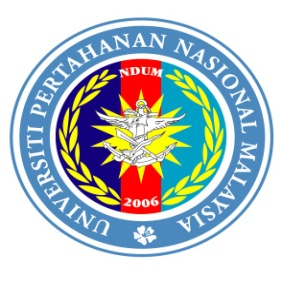 UNIVERSITI PERTAHANAN NASIONAL MALAYSIA
NDUM
2006